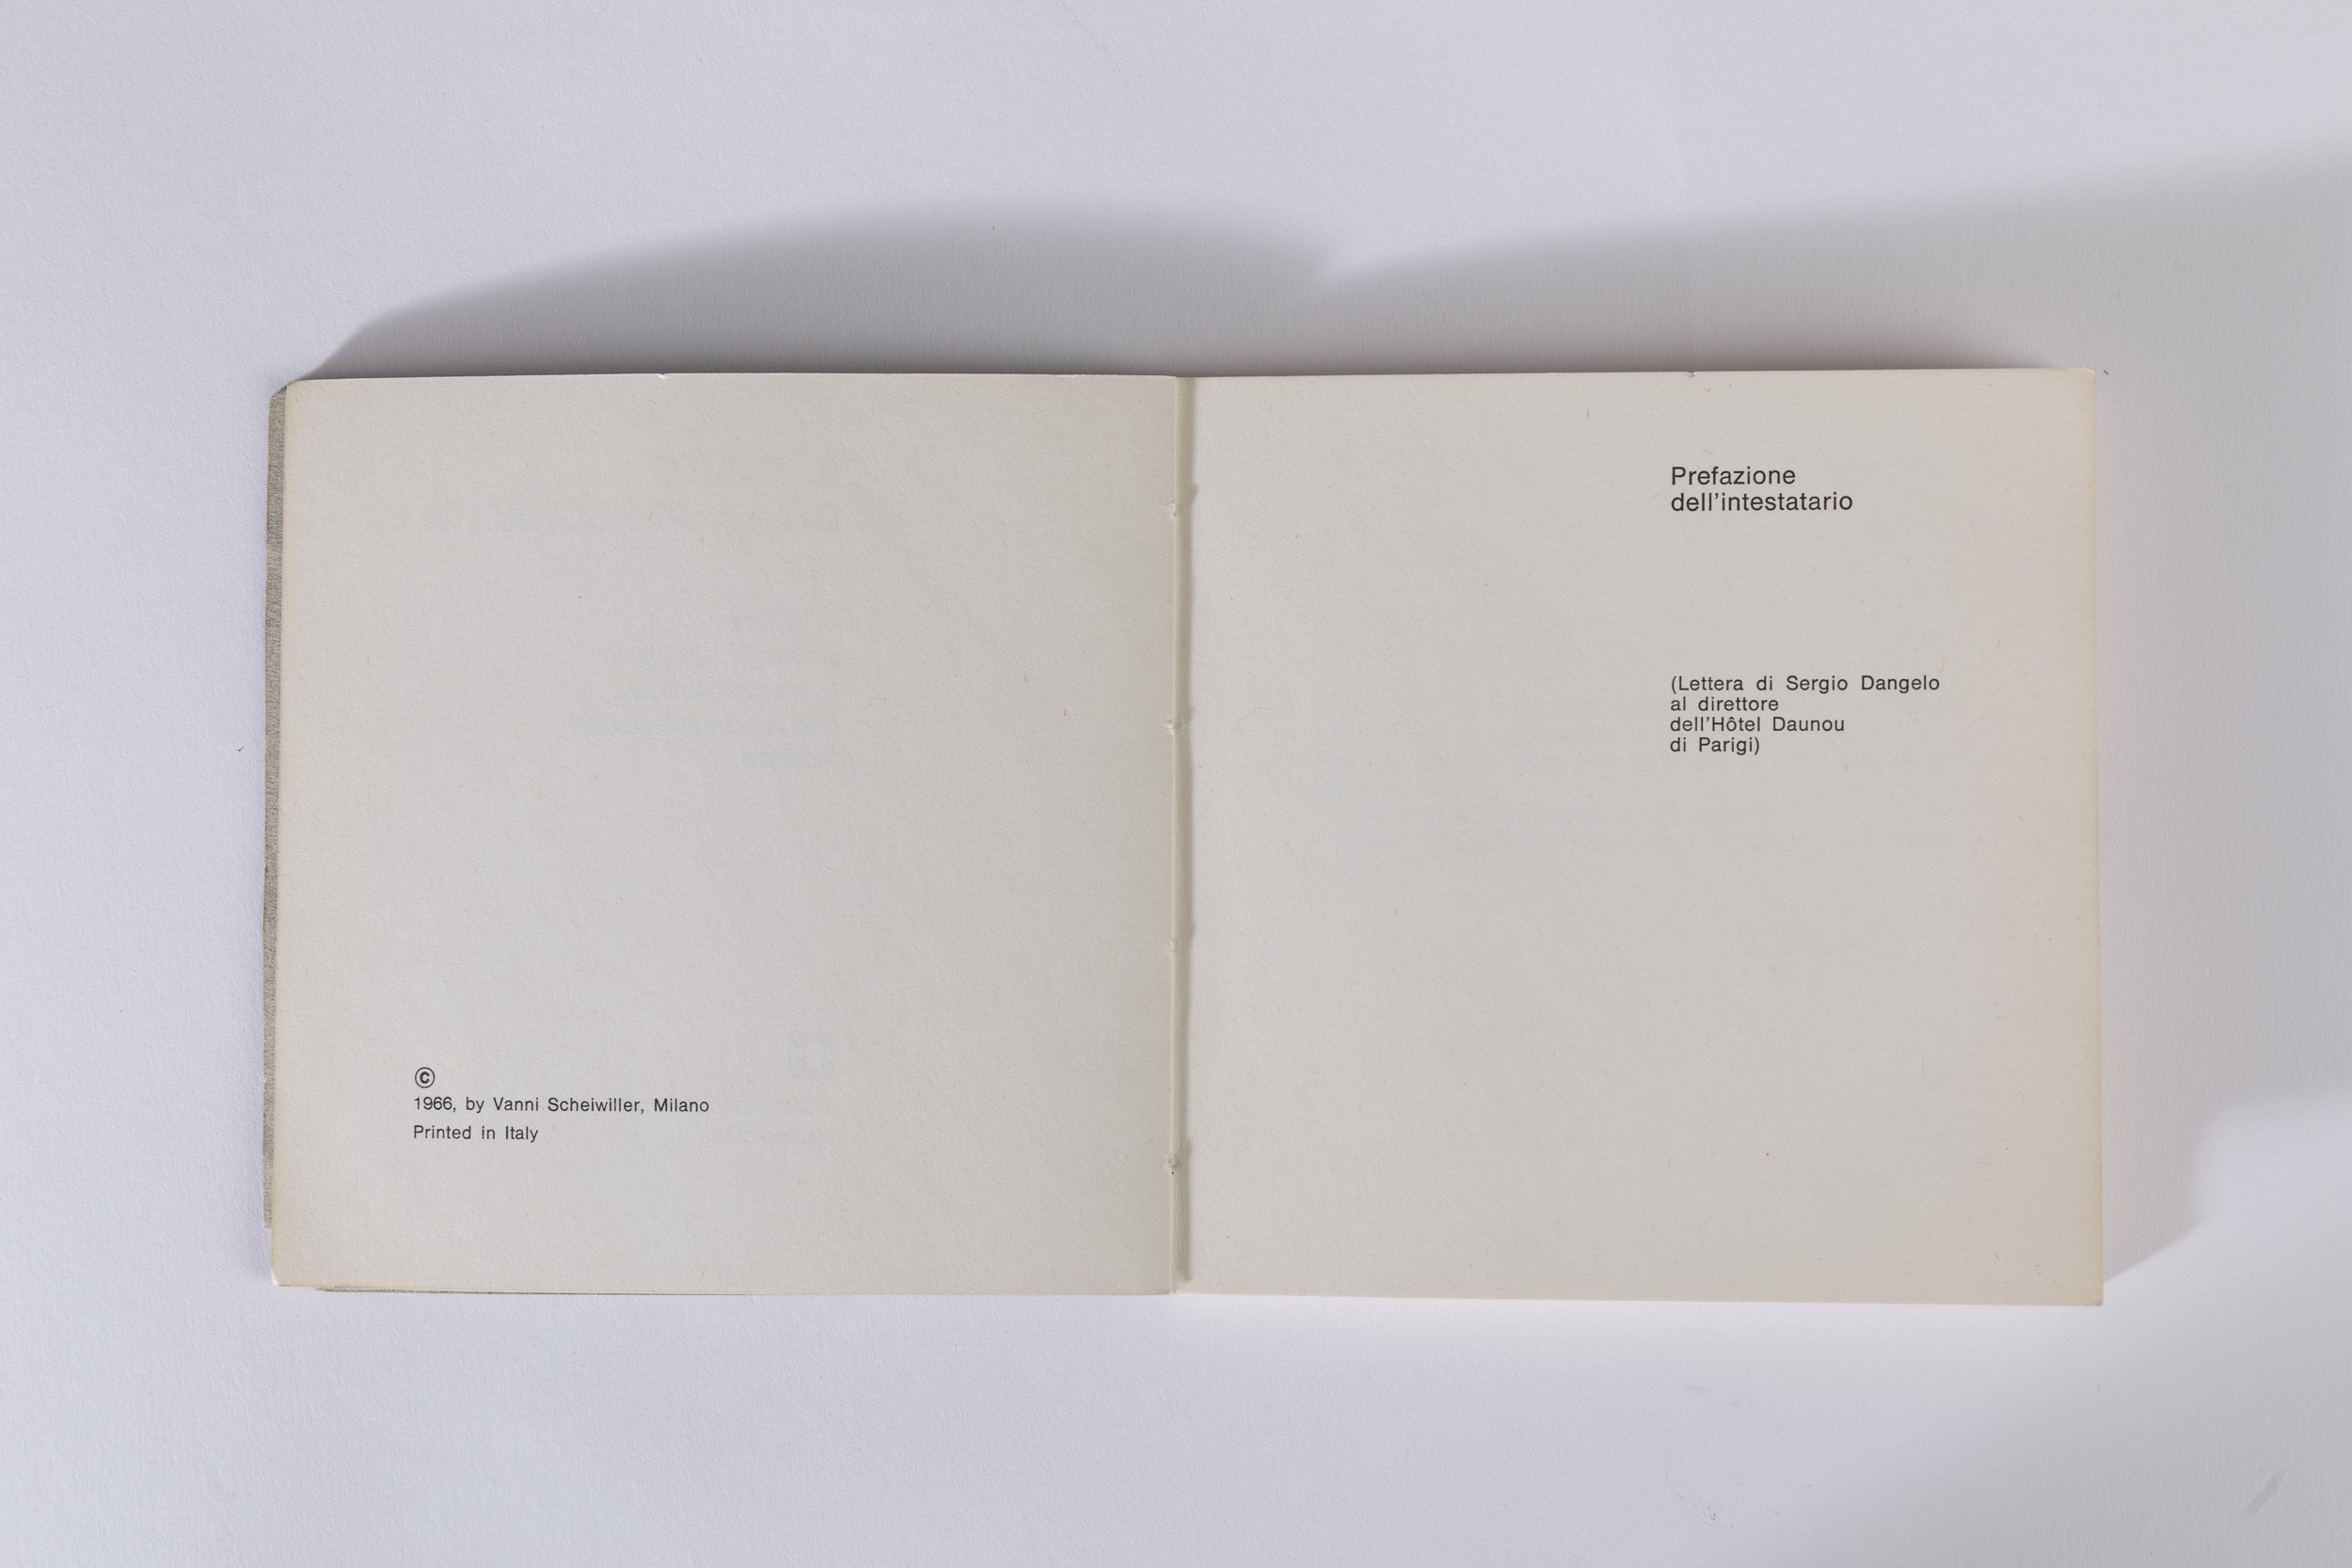 ©
1966, by Vanni Scheiwiller, Milano
Printed in Italy
Prefazione
dell'intestatario
(Lettera di Sergio Dangelo
al direttore
dell'Hôtel Daunou
di Parigi)